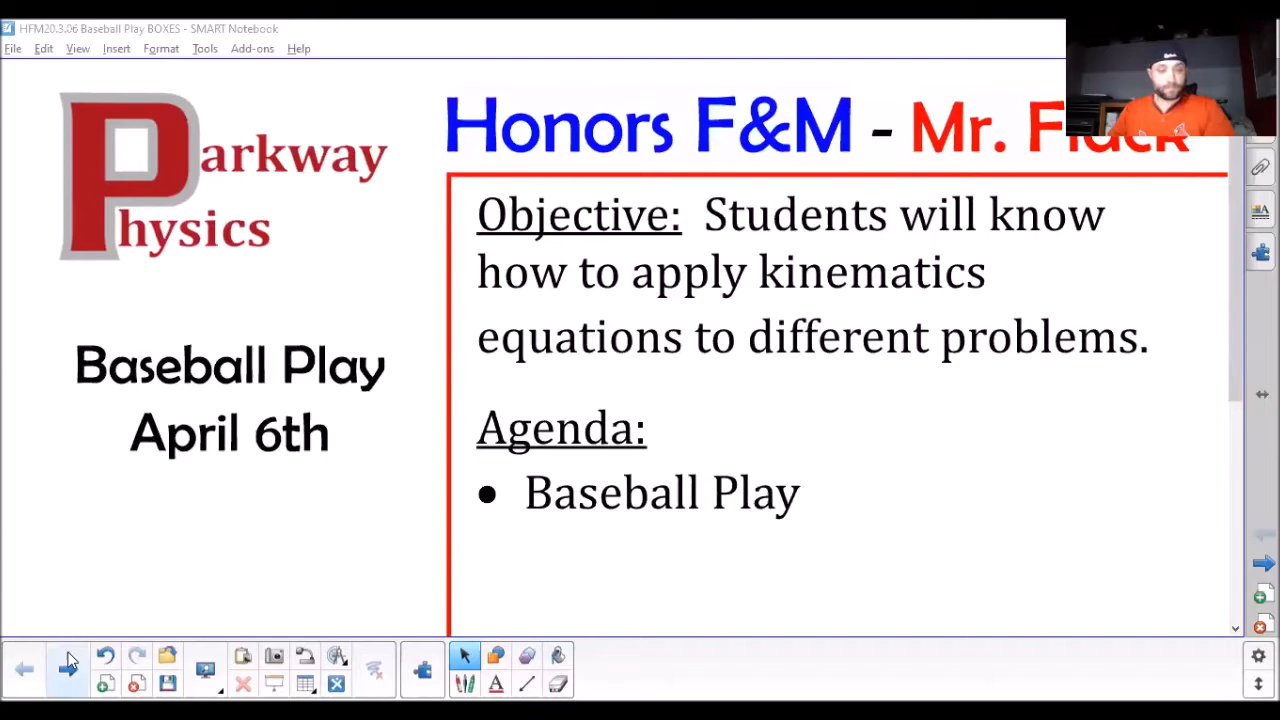 HFM20.3.06 Baseball Play BOXES - SMART Notebook
File Edit View Insert Format Tools Add-ons Help
Parkway
Physics
Baseball Play
April 6th
Honors F&M - Mr.
Objective: Students will know
how to apply kinematics
equations to different problems.
Agenda:
• Baseball Play